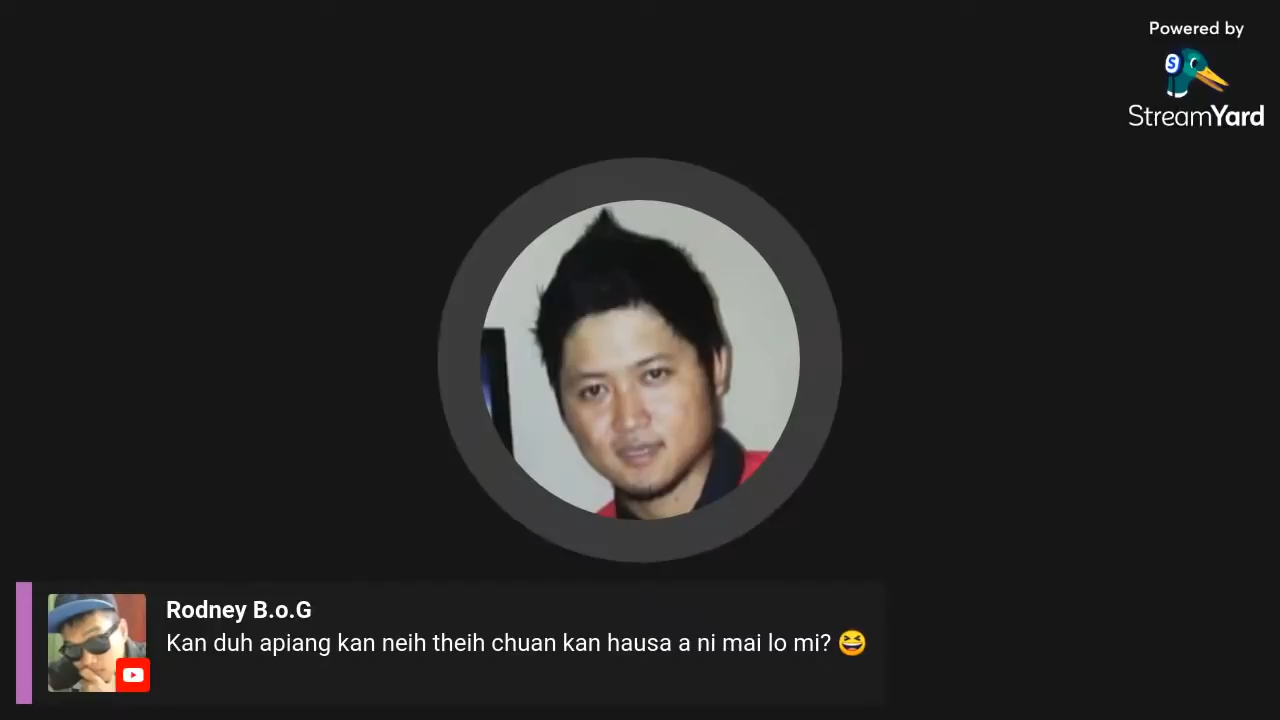 Powered by
S
StreamYard
Rodney B.o.G
Kan duh apiang kan neih theih chuan kan hausa a ni mai lo mi? 😆